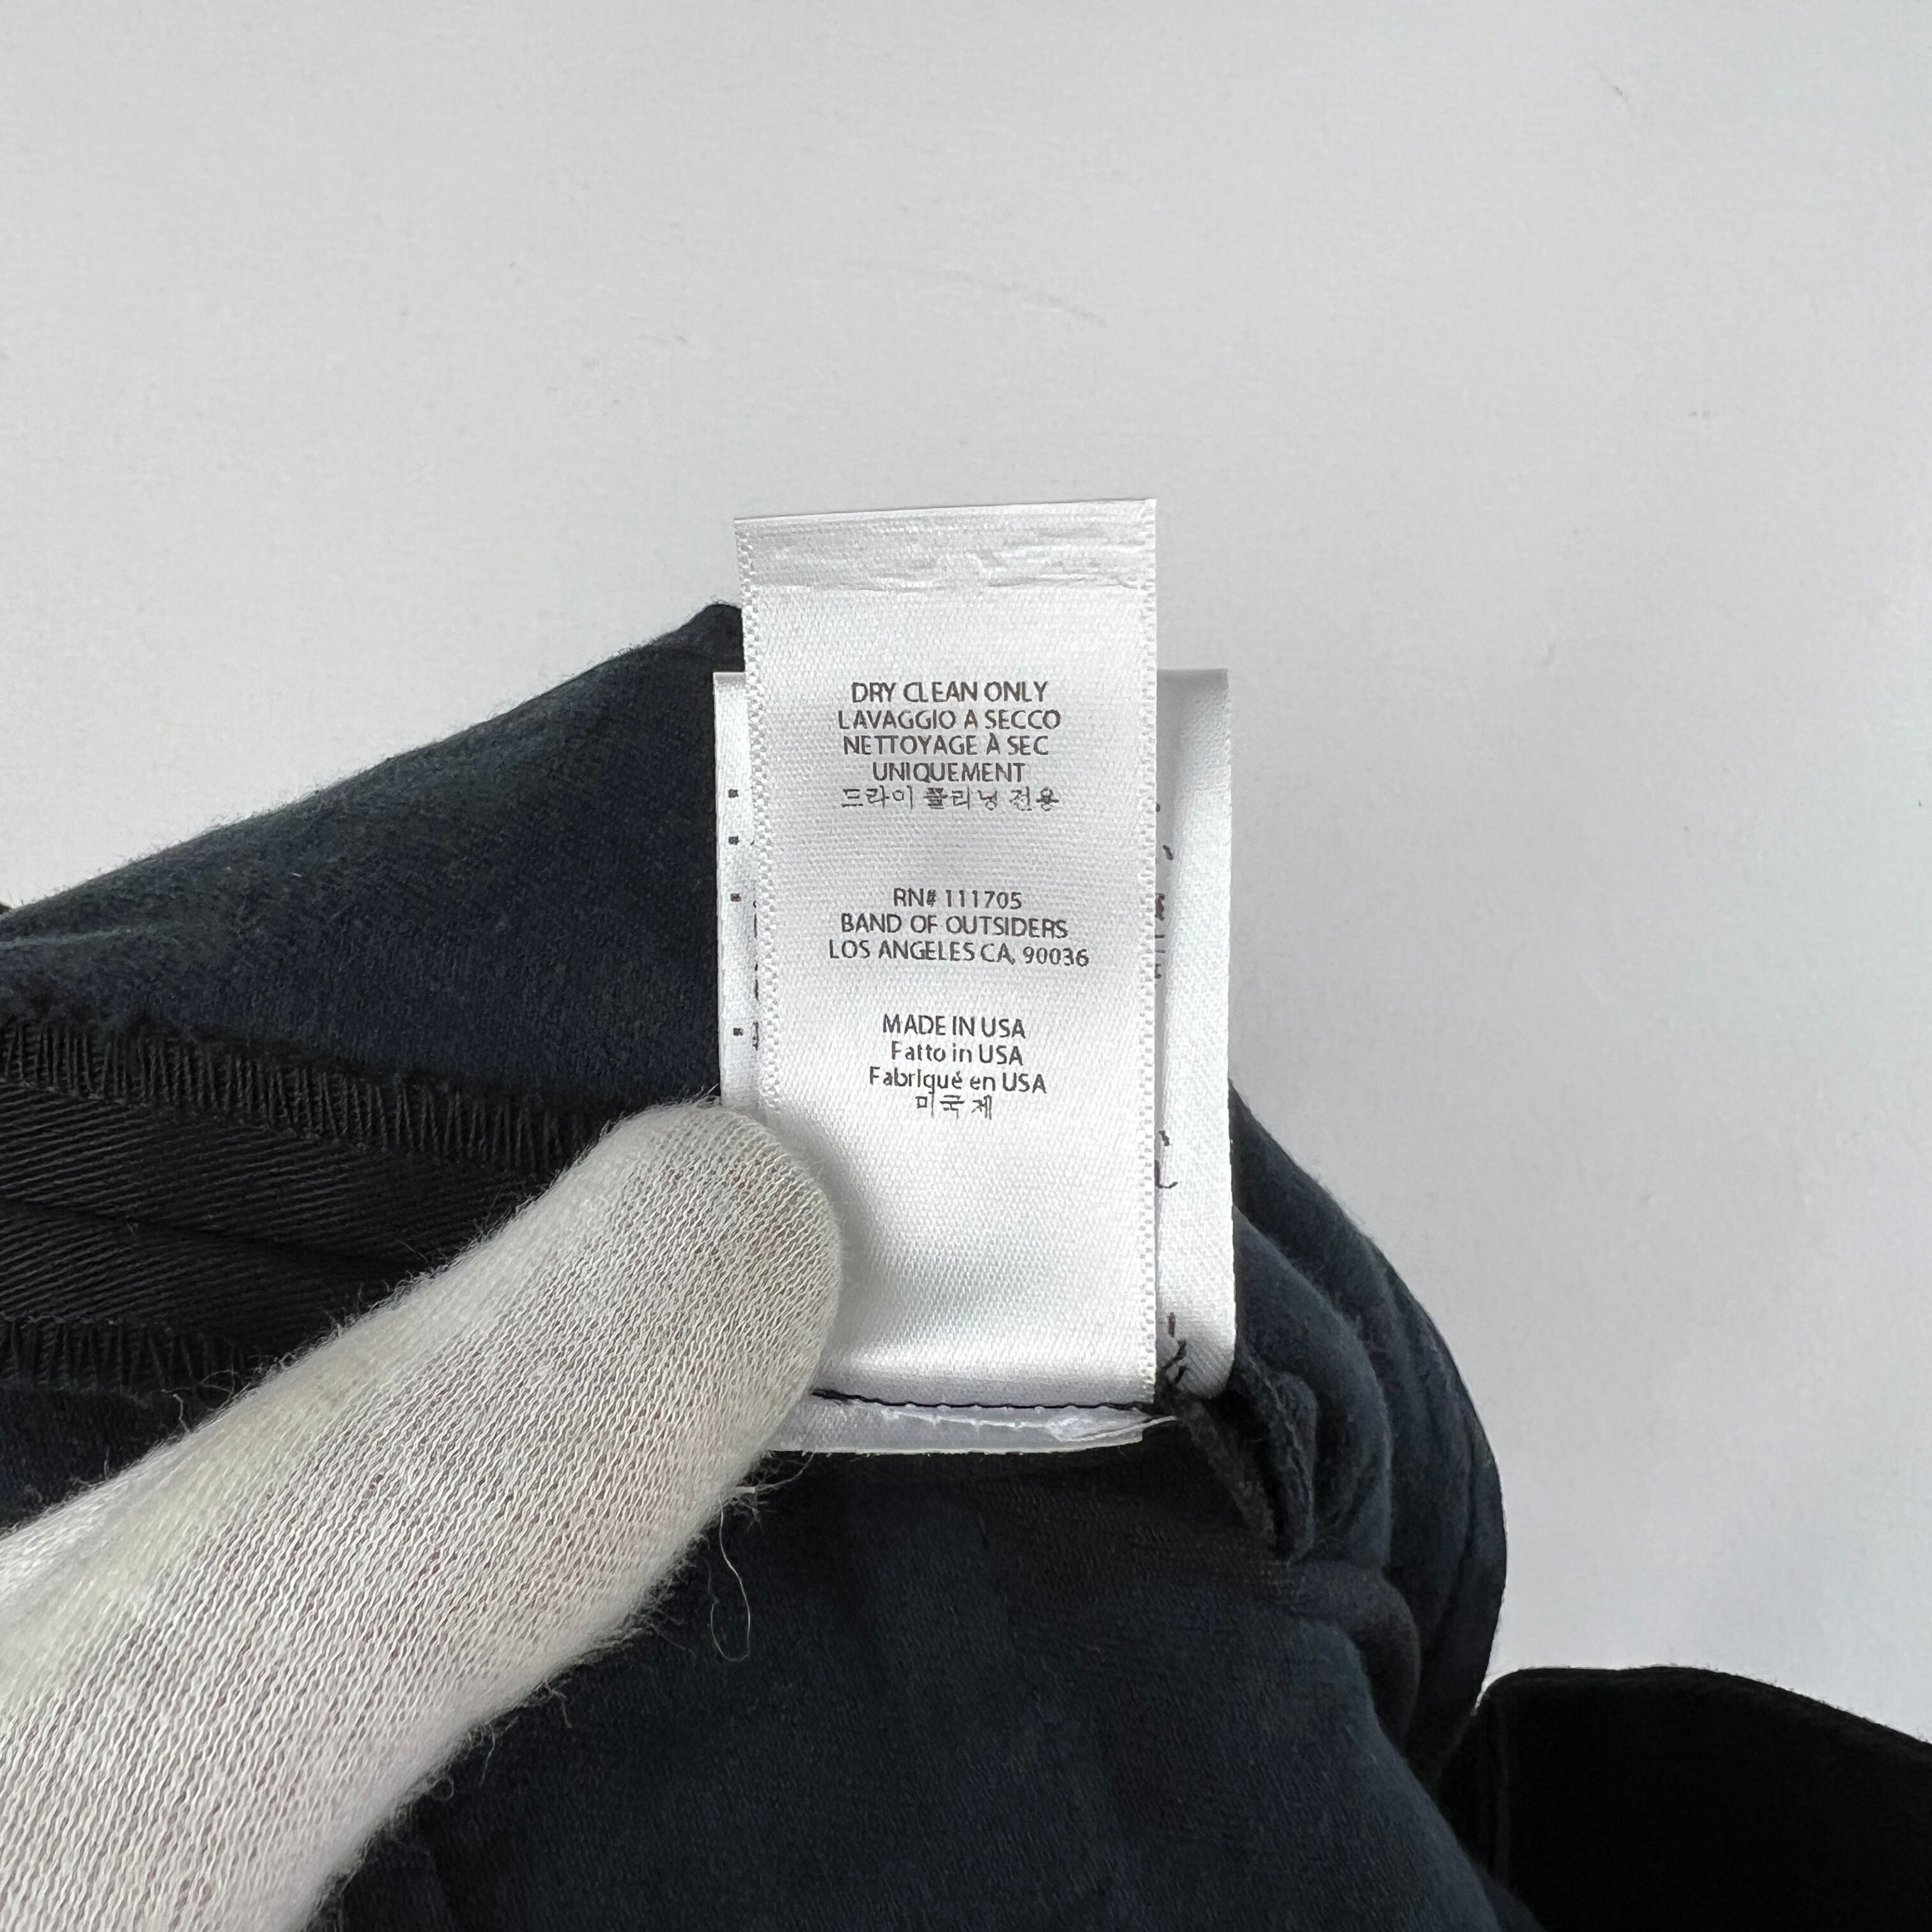 DRY CLEAN ONLY
LAVAGGIO A SECCO
NETTOYAGE À SEC
UNIQUEMENT
드라이 클리닝 전용
RN# 111705
BAND OF OUTSIDERS
LOS ANGELES CA, 90036
MADE IN USA
Fatto in USA
Fabriqué en USA
미국제